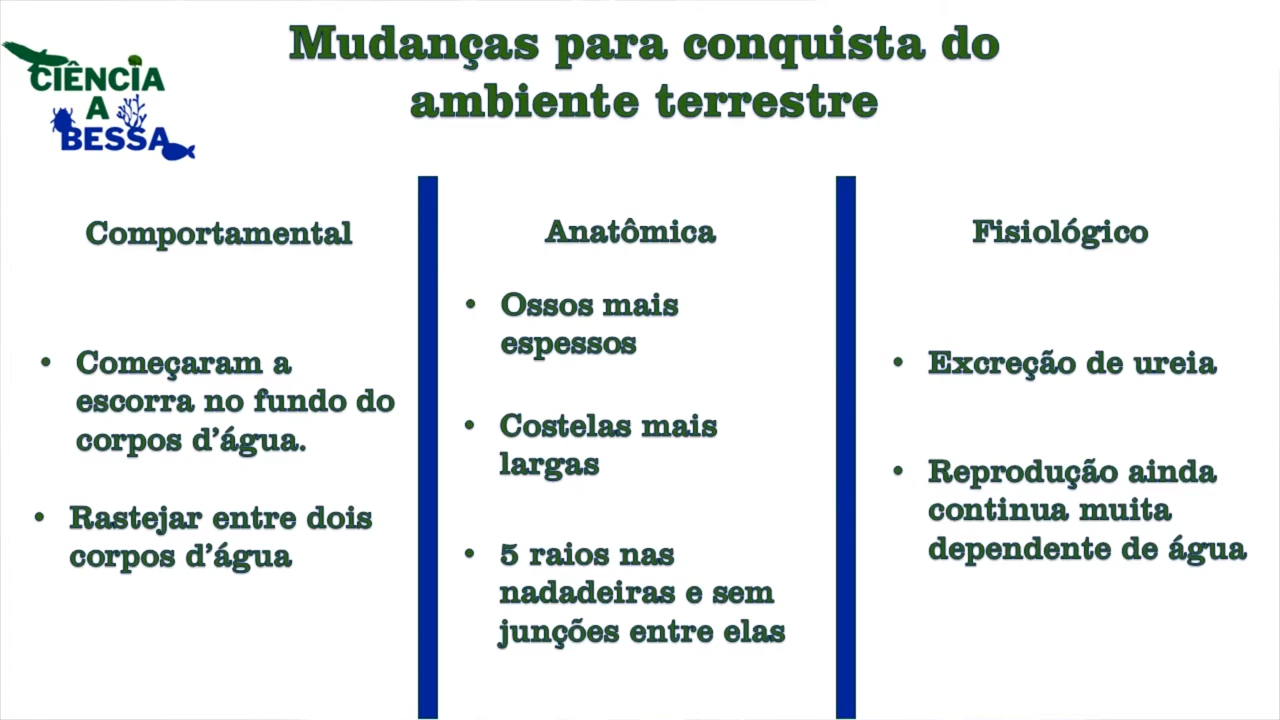 CIÊNCIA
A
BESSA
Mudanças para conquista do
ambiente terrestre
Comportamental
• Começaram a
escorra no fundo do
corpos d’água.
• Rastejar entre dois
corpos d’água
Anatômica
• Ossos mais
espessos
• Costelas mais
largas
• 5 raios nas
nadadeiras e sem
junções entre elas
Fisiológico
• Excreção de ureia
• Reprodução ainda
continua muita
dependente de água